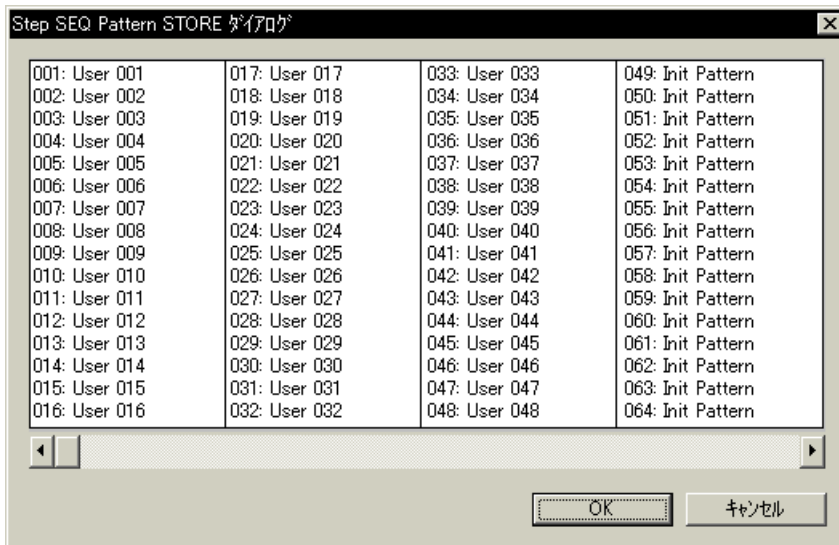 Step SEQ Pattern STORE ﾀﾞｲｱﾛｸﾞ
001: User 001
002: User 002
003: User 003
004: User 004
005: User 005
006: User 006
007: User 007
008: User 008
009: User 009
010: User 010
011: User 011
012: User 012
013: User 013
014: User 014
015: User 015
016: User 016
017: User 017
018: User 018
019: User 019
020: User 020
021: User 021
022: User 022
023: User 023
024: User 024
025: User 025
026: User 026
027: User 027
028: User 028
029: User 029
030: User 030
031: User 031
032: User 032
033: User 033
034: User 034
035: User 035
036: User 036
037: User 037
038: User 038
039: User 039
040: User 040
041: User 041
042: User 042
043: User 043
044: User 044
045: User 045
046: User 046
047: User 047
048: User 048
049: Init Pattern
050: Init Pattern
051: Init Pattern
052: Init Pattern
053: Init Pattern
054: Init Pattern
055: Init Pattern
056: Init Pattern
057: Init Pattern
058: Init Pattern
059: Init Pattern
060: Init Pattern
061: Init Pattern
062: Init Pattern
063: Init Pattern
064: Init Pattern
OK
ｷｬﾝｾﾙ